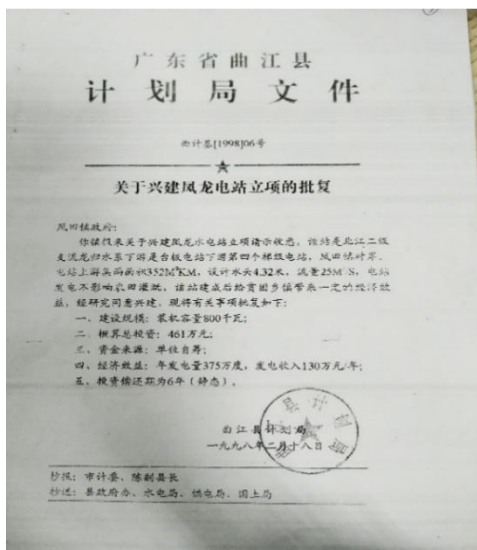 广东省曲江县
计划局文件
曲计基[1998]06号
关于兴建凤龙电站立项的批复
凤田镇政府:
你镇报来关于兴建凤龙水电站立项请示收悉,该站是北江二级
支流龙归水系下游是台板电站下游第四个梯级电站,凤田镇对岸、
电站上游集雨面积352M²KM,设计水头4.32米,流量25M³/S,电站
发电不影响农田灌溉,该站建成后给贫困乡镇带来一定的经济效
益,经研究同意兴建,现将有关事项批复如下:
一、建设规模:装机容量800千瓦;
二、概算总投资:461万元;
三、资金来源:单位自筹;
四、经济效益:年发电量375万度,发电收入130万元/年;
五、投资偿还期为6年(静态)。
曲江县计划局
一九九八年二月十八日
抄报:市计委、陈副县长
抄送:县政府办、水电局、供电局、国土局